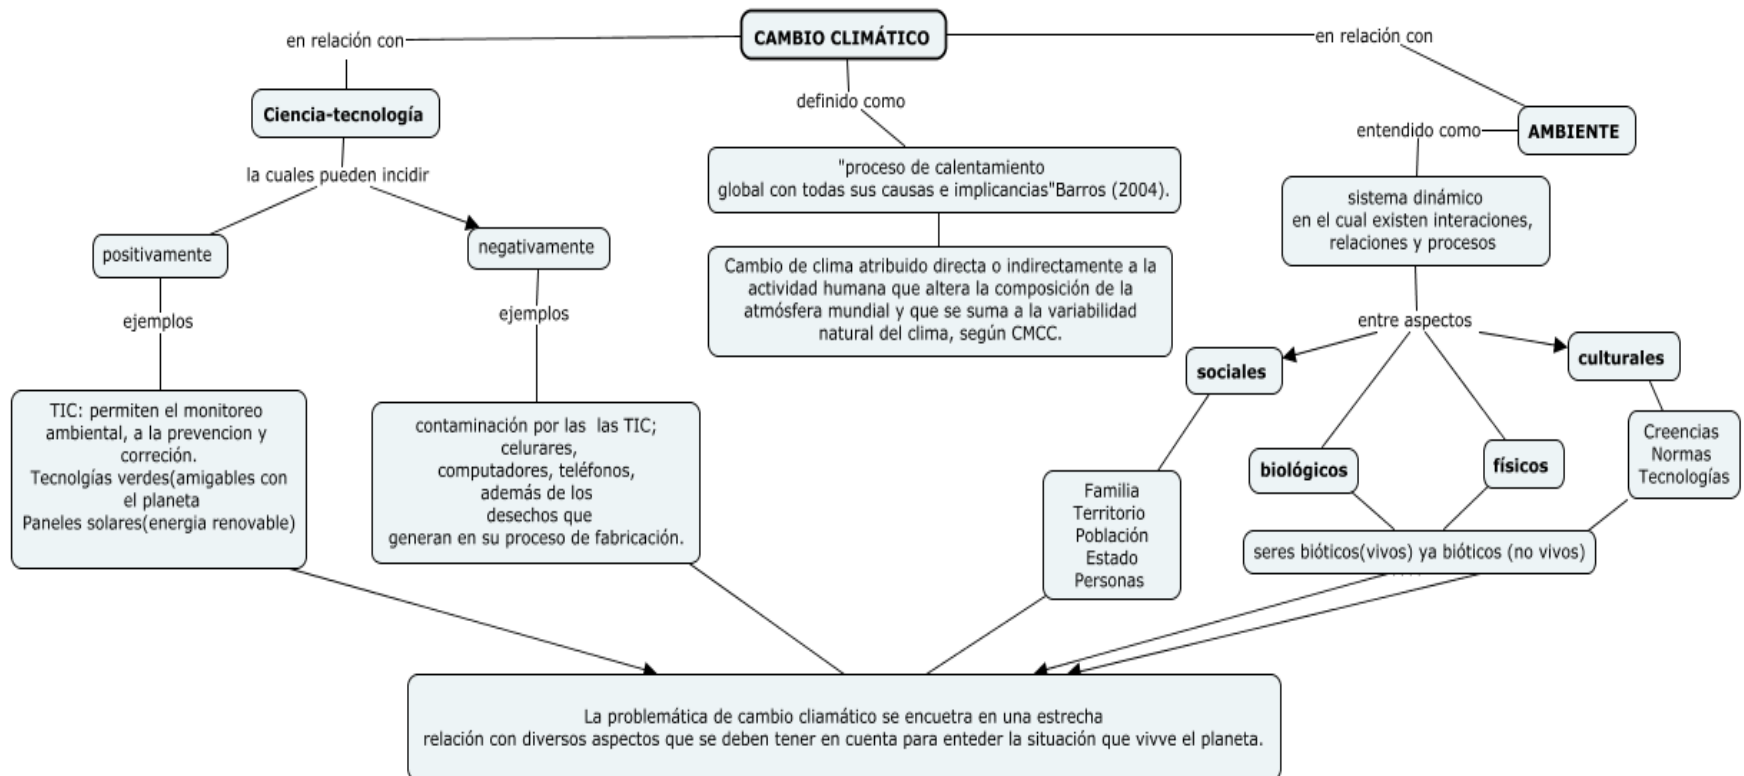 CAMBIO CLIMÁTICO
en relación con
Ciencia-tecnología
la cuales pueden incidir
positivamente
ejemplos
TIC: permiten el monitoreo
ambiental, a la prevencion y
correción.
Tecnolgías verdes(amigables con
el planeta
Paneles solares(energia renovable)
negativamente
ejemplos
contaminación por las  las TIC;
celurares,
computadores, teléfonos,
además de los
desechos que
generan en su proceso de fabricación.
definido como
"proceso de calentamiento
global con todas sus causas e implicancias"Barros (2004).
Cambio de clima atribuido directa o indirectamente a la
actividad humana que altera la composición de la
atmósfera mundial y que se suma a la variabilidad
natural del clima, según CMCC.
en relación con
AMBIENTE
entendido como
sistema dinámico
en el cual existen interaciones,
relaciones y procesos
entre aspectos
sociales
Familia
Territorio
Población
Estado
Personas
biológicos
físicos
culturales
Creencias
Normas
Tecnologías
seres bióticos(vivos) ya bióticos (no vivos)
La problemática de cambio cliamático se encuetra en una estrecha
relación con diversos aspectos que se deben tener en cuenta para enteder la situación que vivve el planeta.